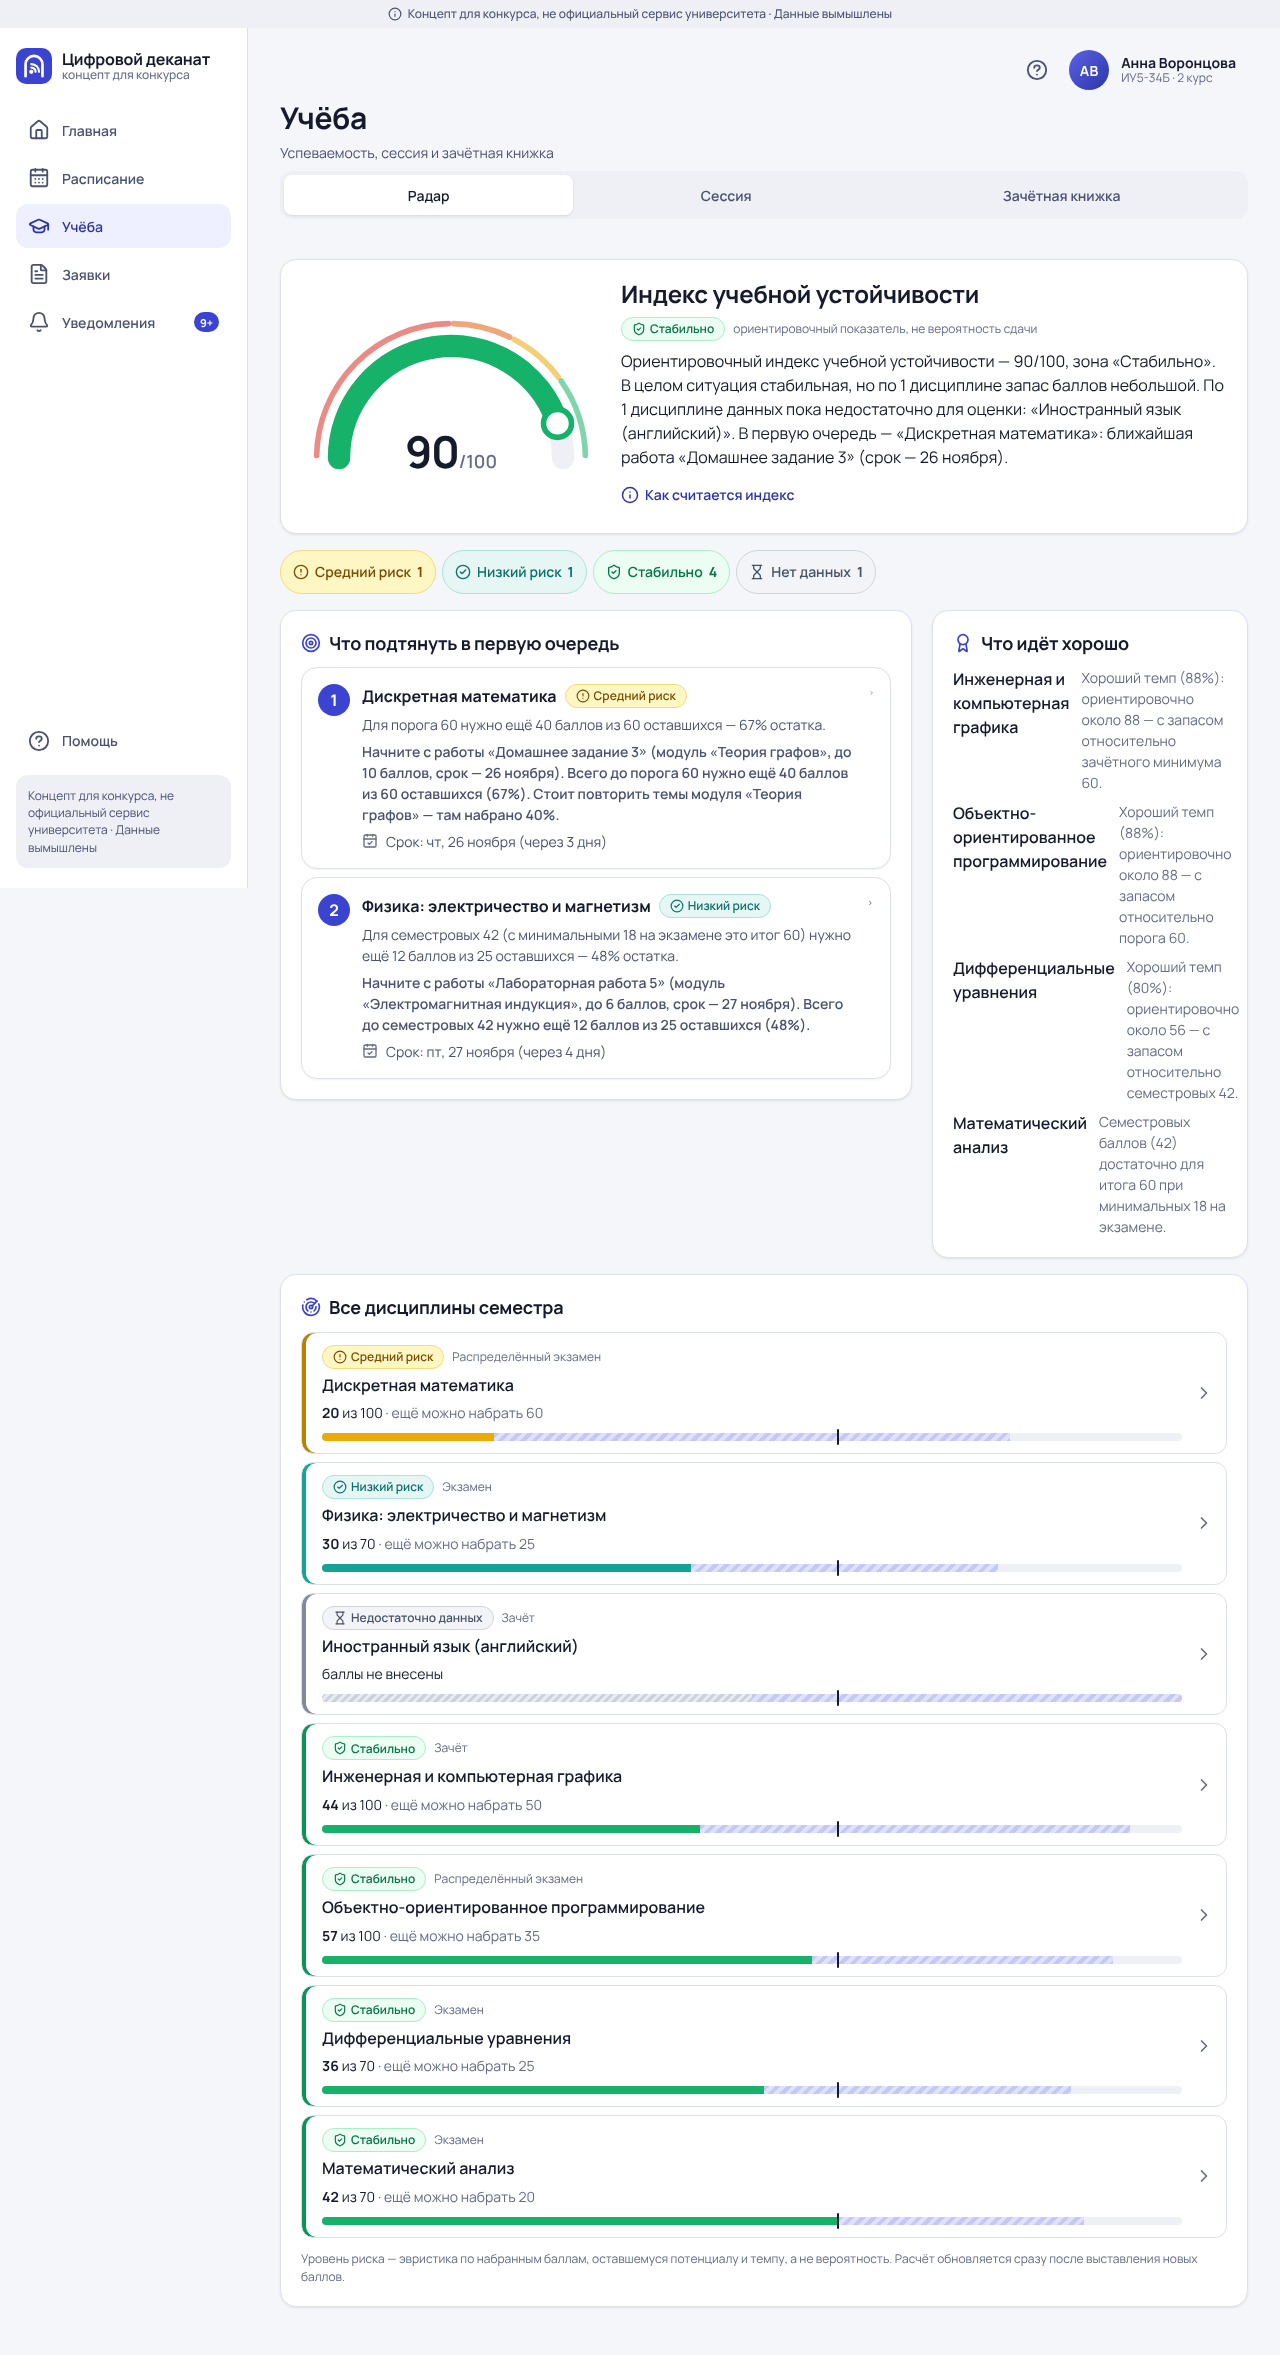 Концепт для конкурса, не официальный сервис университета · Данные вымышлены
Цифровой деканат
концепт для конкурса
Главная
Расписание
Учёба
Заявки
Уведомления 9+
Помощь
Концепт для конкурса, не
официальный сервис
университета · Данные
вымышлены
АВ
Анна Воронцова
ИУ5-34Б · 2 курс
Учёба
Успеваемость, сессия и зачётная книжка
Радар Сессия Зачётная книжка
90/100
Индекс учебной устойчивости
Стабильно ориентировочный показатель, не вероятность сдачи
Ориентировочный индекс учебной устойчивости — 90/100, зона «Стабильно».
В целом ситуация стабильная, но по 1 дисциплине запас баллов небольшой. По
1 дисциплине данных пока недостаточно для оценки: «Иностранный язык
(английский)». В первую очередь — «Дискретная математика»: ближайшая
работа «Домашнее задание 3» (срок — 26 ноября).
Как считается индекс
Средний риск 1 Низкий риск 1 Стабильно 4 Нет данных 1
Что подтянуть в первую очередь
1 Дискретная математика Средний риск
Для порога 60 нужно ещё 40 баллов из 60 оставшихся — 67% остатка.
Начните с работы «Домашнее задание 3» (модуль «Теория графов», до
10 баллов, срок — 26 ноября). Всего до порога 60 нужно ещё 40 баллов
из 60 оставшихся (67%). Стоит повторить темы модуля «Теория
графов» — там набрано 40%.
Срок: чт, 26 ноября (через 3 дня)
2 Физика: электричество и магнетизм Низкий риск
Для семестровых 42 (с минимальными 18 на экзамене это итог 60) нужно
ещё 12 баллов из 25 оставшихся — 48% остатка.
Начните с работы «Лабораторная работа 5» (модуль
«Электромагнитная индукция», до 6 баллов, срок — 27 ноября). Всего
до семестровых 42 нужно ещё 12 баллов из 25 оставшихся (48%).
Срок: пт, 27 ноября (через 4 дня)
Что идёт хорошо
Инженерная и
компьютерная
графика
Хороший темп (88%):
ориентировочно
около 88 — с запасом
относительно
зачётного минимума
60.
Объектно-
ориентированное
программирование
Хороший темп
(88%):
ориентировочно
около 88 — с
запасом
относительно
порога 60.
Дифференциальные
уравнения
Хороший темп
(80%):
ориентировочно
около 56 — с
запасом
относительно
семестровых 42.
Математический
анализ
Семестровых
баллов (42)
достаточно для
итога 60 при
минимальных 18 на
экзамене.
Все дисциплины семестра
Средний риск Распределённый экзамен
Дискретная математика
20 из 100 · ещё можно набрать 60
Низкий риск Экзамен
Физика: электричество и магнетизм
30 из 70 · ещё можно набрать 25
Недостаточно данных Зачёт
Иностранный язык (английский)
баллы не внесены
Стабильно Зачёт
Инженерная и компьютерная графика
44 из 100 · ещё можно набрать 50
Стабильно Распределённый экзамен
Объектно-ориентированное программирование
57 из 100 · ещё можно набрать 35
Стабильно Экзамен
Дифференциальные уравнения
36 из 70 · ещё можно набрать 25
Стабильно Экзамен
Математический анализ
42 из 70 · ещё можно набрать 20
Уровень риска — эвристика по набранным баллам, оставшемуся потенциалу и темпу, а не вероятность. Расчёт обновляется сразу после выставления новых
баллов.